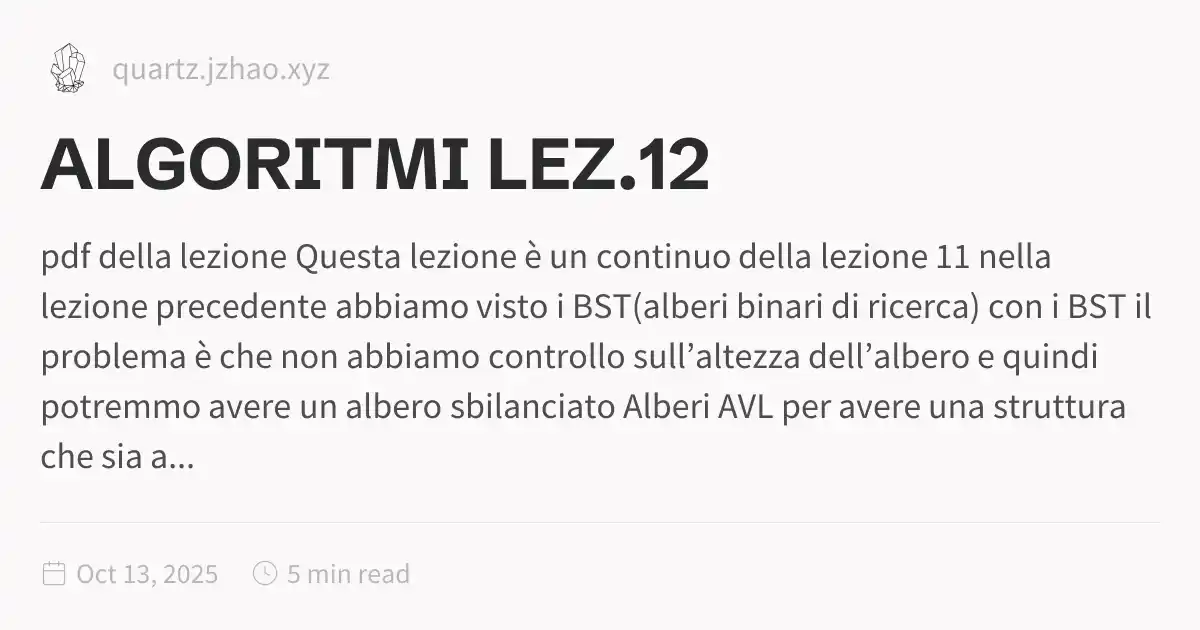 quartz.jzhao.xyz
ALGORITMI LEZ.12
pdf della lezione Questa lezione è un continuo della lezione 11 nella
lezione precedente abbiamo visto i BST(alberi binari di ricerca) con i BST il
problema è che non abbiamo controllo sull’altezza dell’albero e quindi
potremmo avere un albero sbilanciato Alberi AVL per avere una struttura
che sia a...
Oct 13, 2025 5 min read